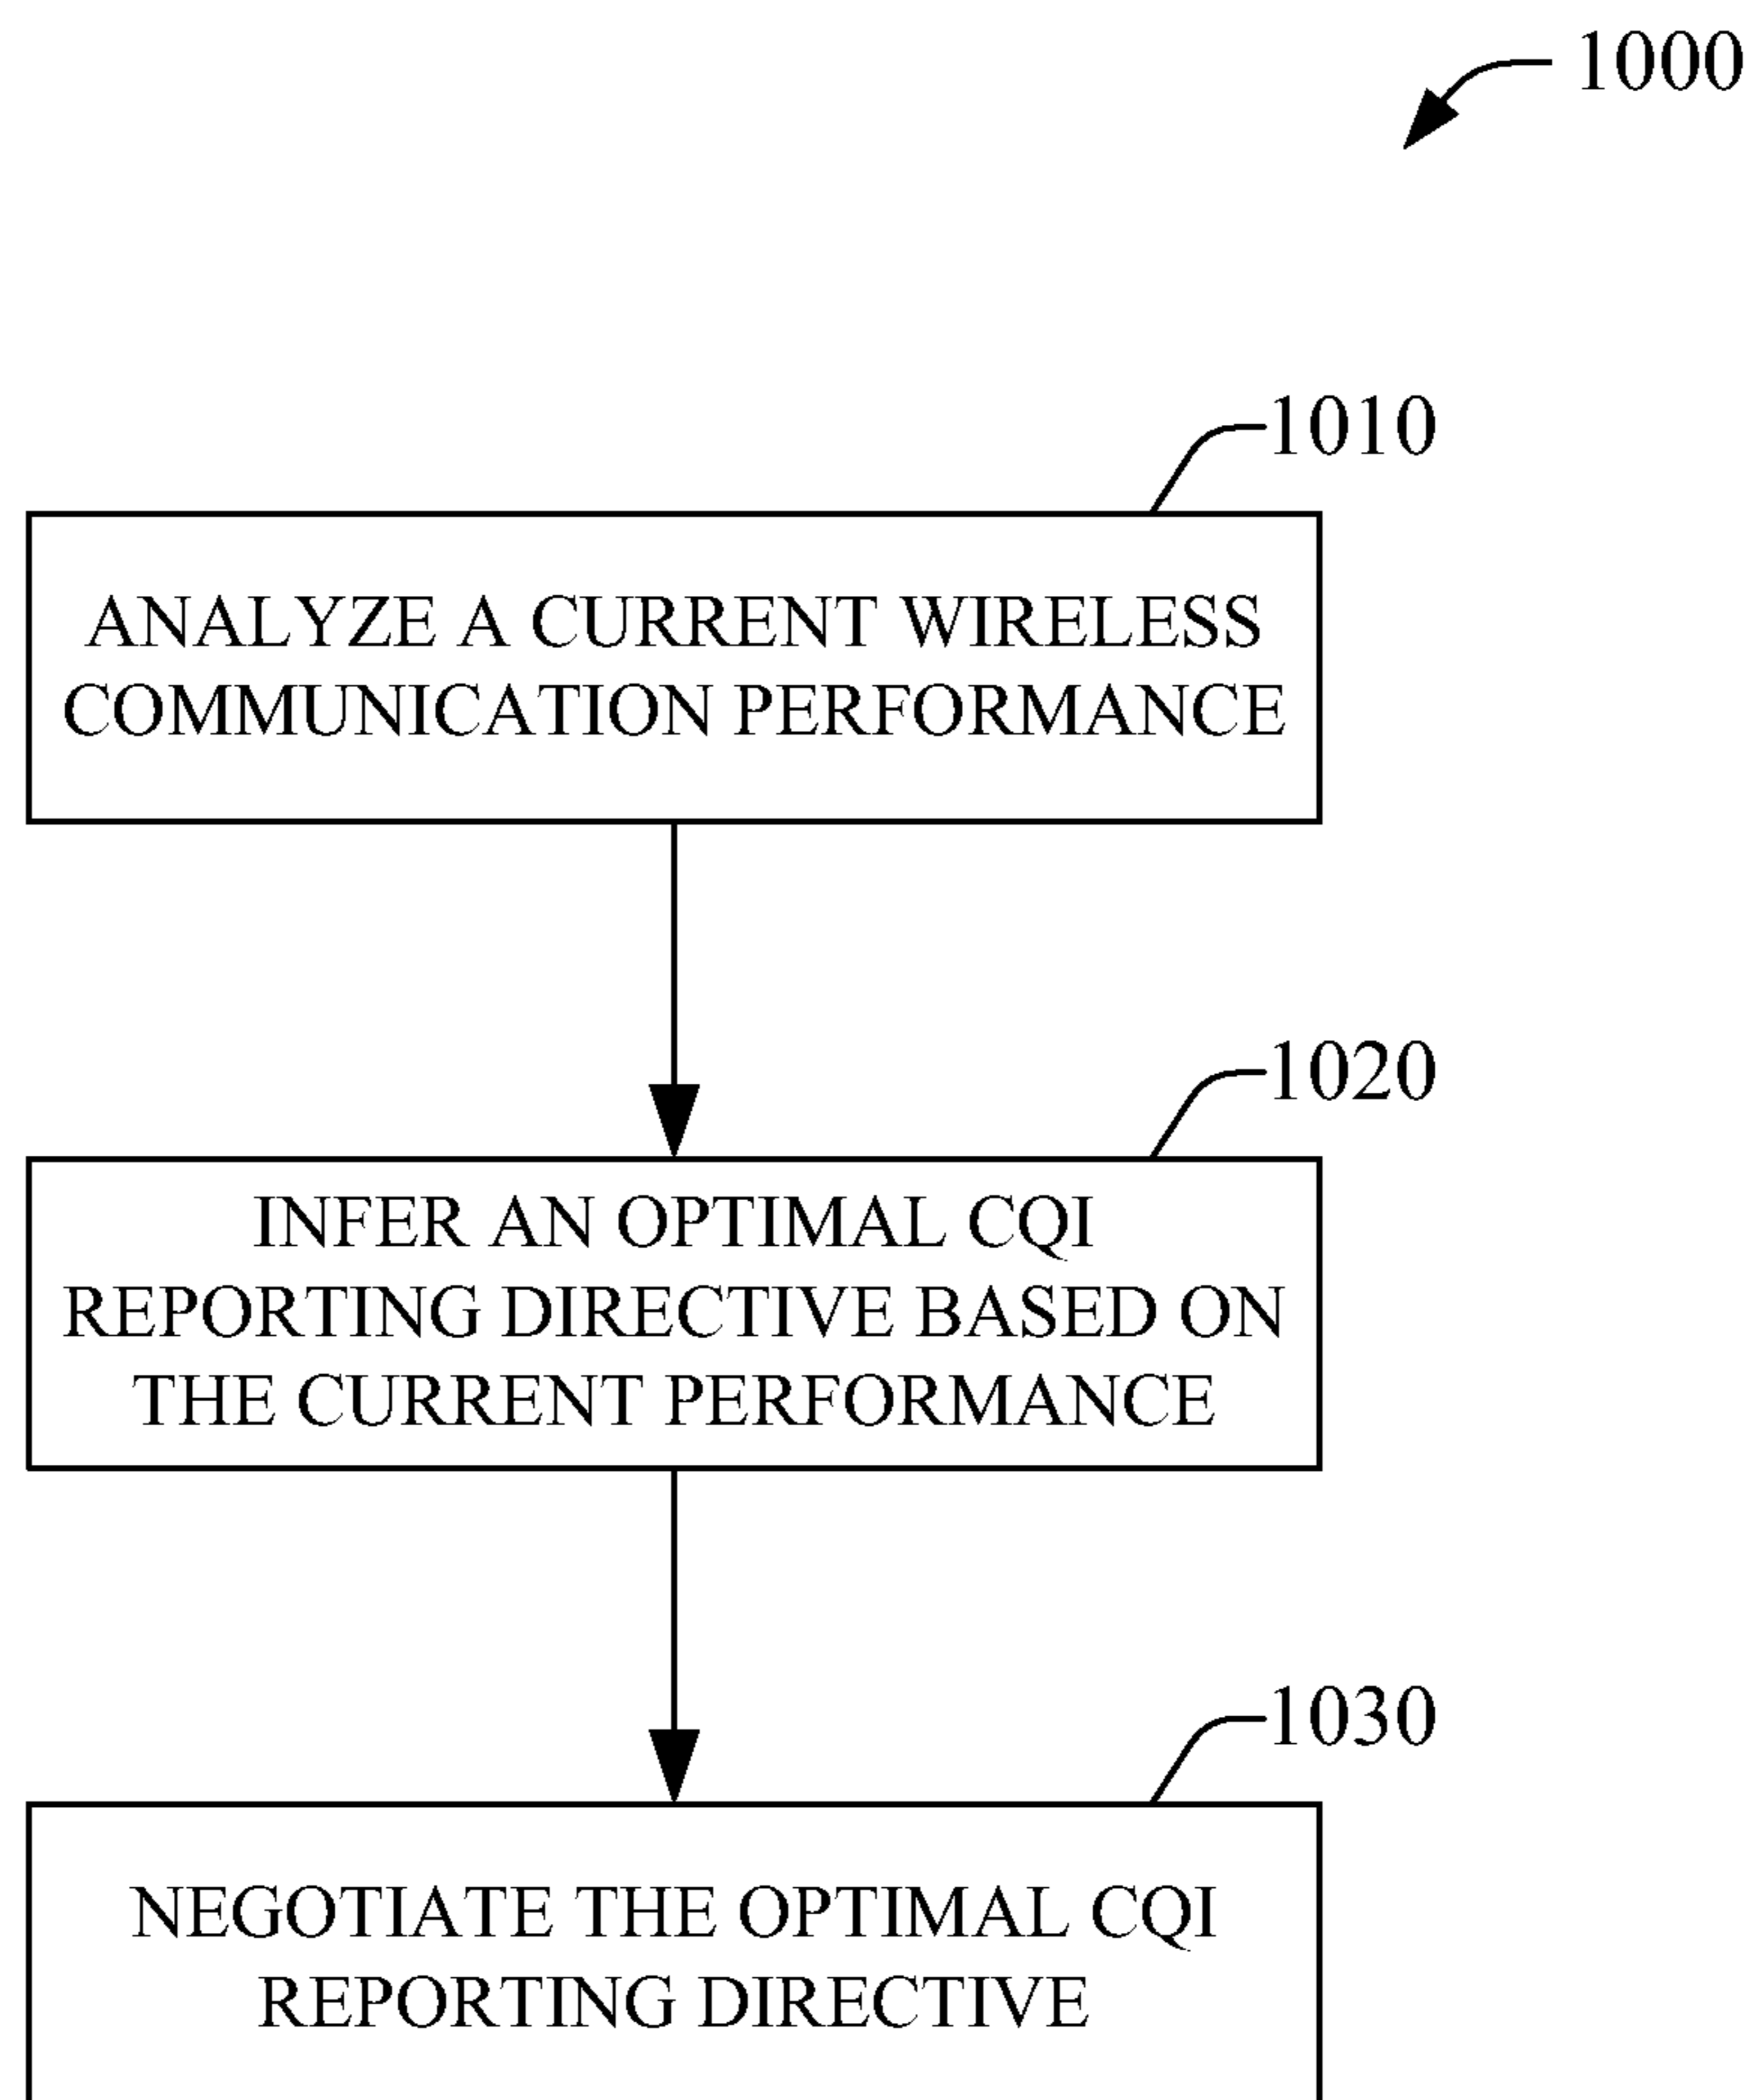 1000
1010
ANALYZE A CURRENT WIRELESS
COMMUNICATION PERFORMANCE
1020
INFER AN OPTIMAL CQI
REPORTING DIRECTIVE BASED ON
THE CURRENT PERFORMANCE
1030
NEGOTIATE THE OPTIMAL CQI
REPORTING DIRECTIVE